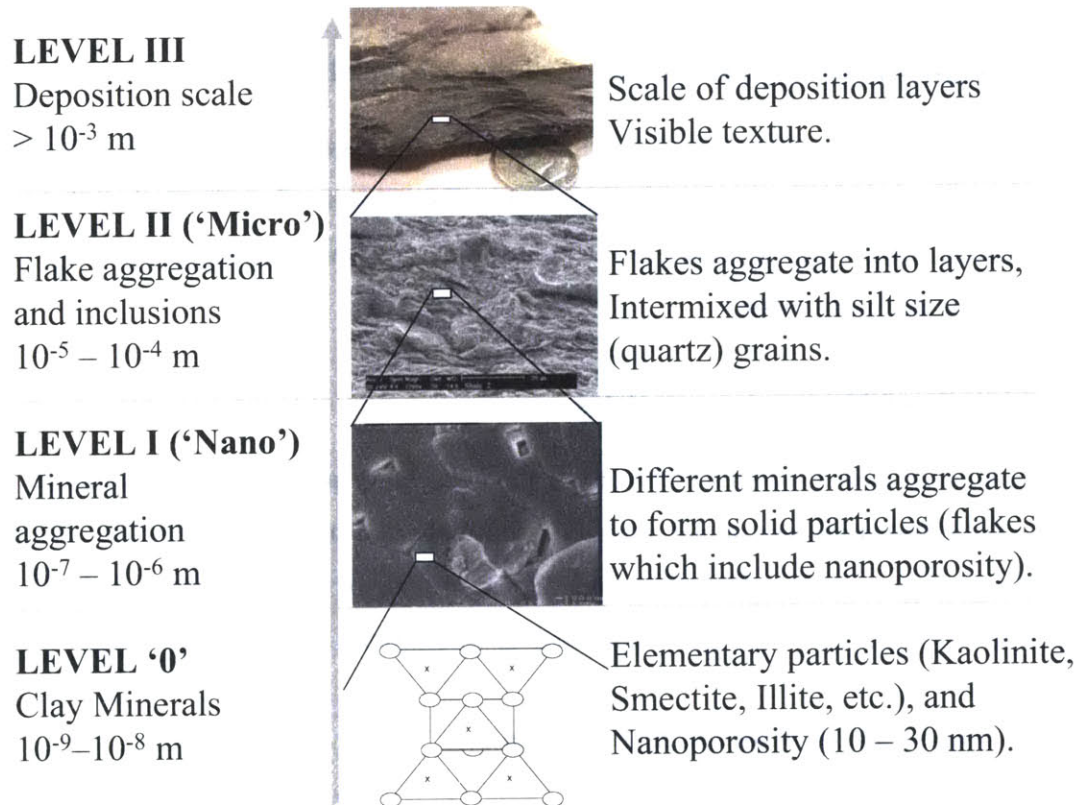 LEVEL III
Deposition scale
> 10⁻³ m
Scale of deposition layers
Visible texture.
LEVEL II (‘Micro’)
Flake aggregation
and inclusions
10⁻⁵ – 10⁻⁴ m
Flakes aggregate into layers,
Intermixed with silt size
(quartz) grains.
LEVEL I (‘Nano’)
Mineral
aggregation
10⁻⁷ – 10⁻⁶ m
Different minerals aggregate
to form solid particles (flakes
which include nanoporosity).
LEVEL ‘0’
Clay Minerals
10⁻⁹–10⁻⁸ m
x x
x
x x
Elementary particles (Kaolinite,
Smectite, Illite, etc.), and
Nanoporosity (10 – 30 nm).